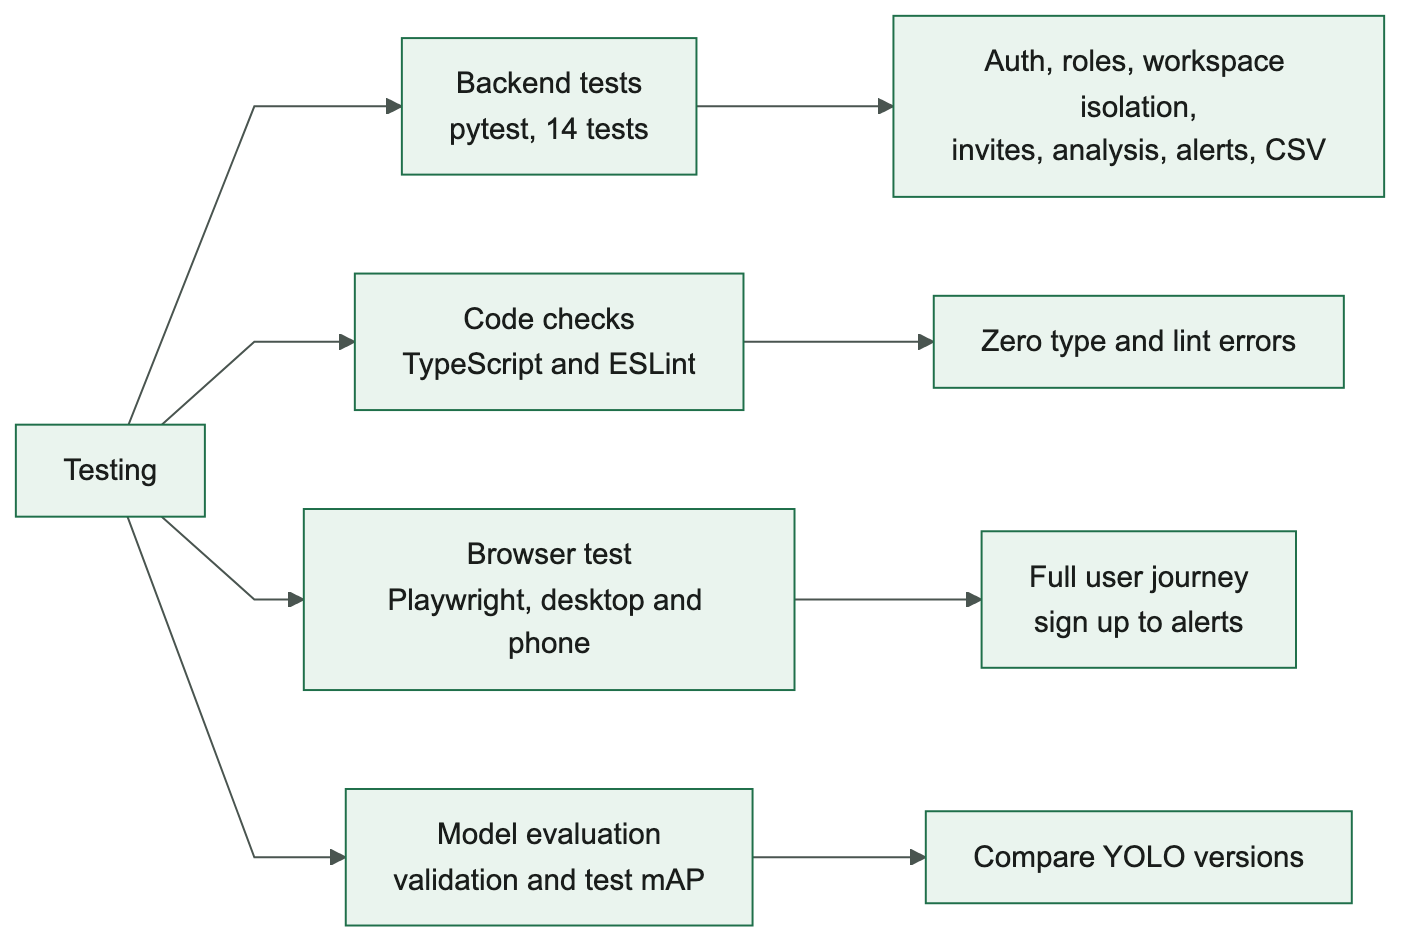 Backend tests
pytest, 14 tests
Auth, roles, workspace
isolation,
invites, analysis, alerts, CSV
Code checks
TypeScript and ESLint
Zero type and lint errors
Testing
Browser test
Playwright, desktop and
phone
Full user journey
sign up to alerts
Model evaluation
validation and test mAP
Compare YOLO versions